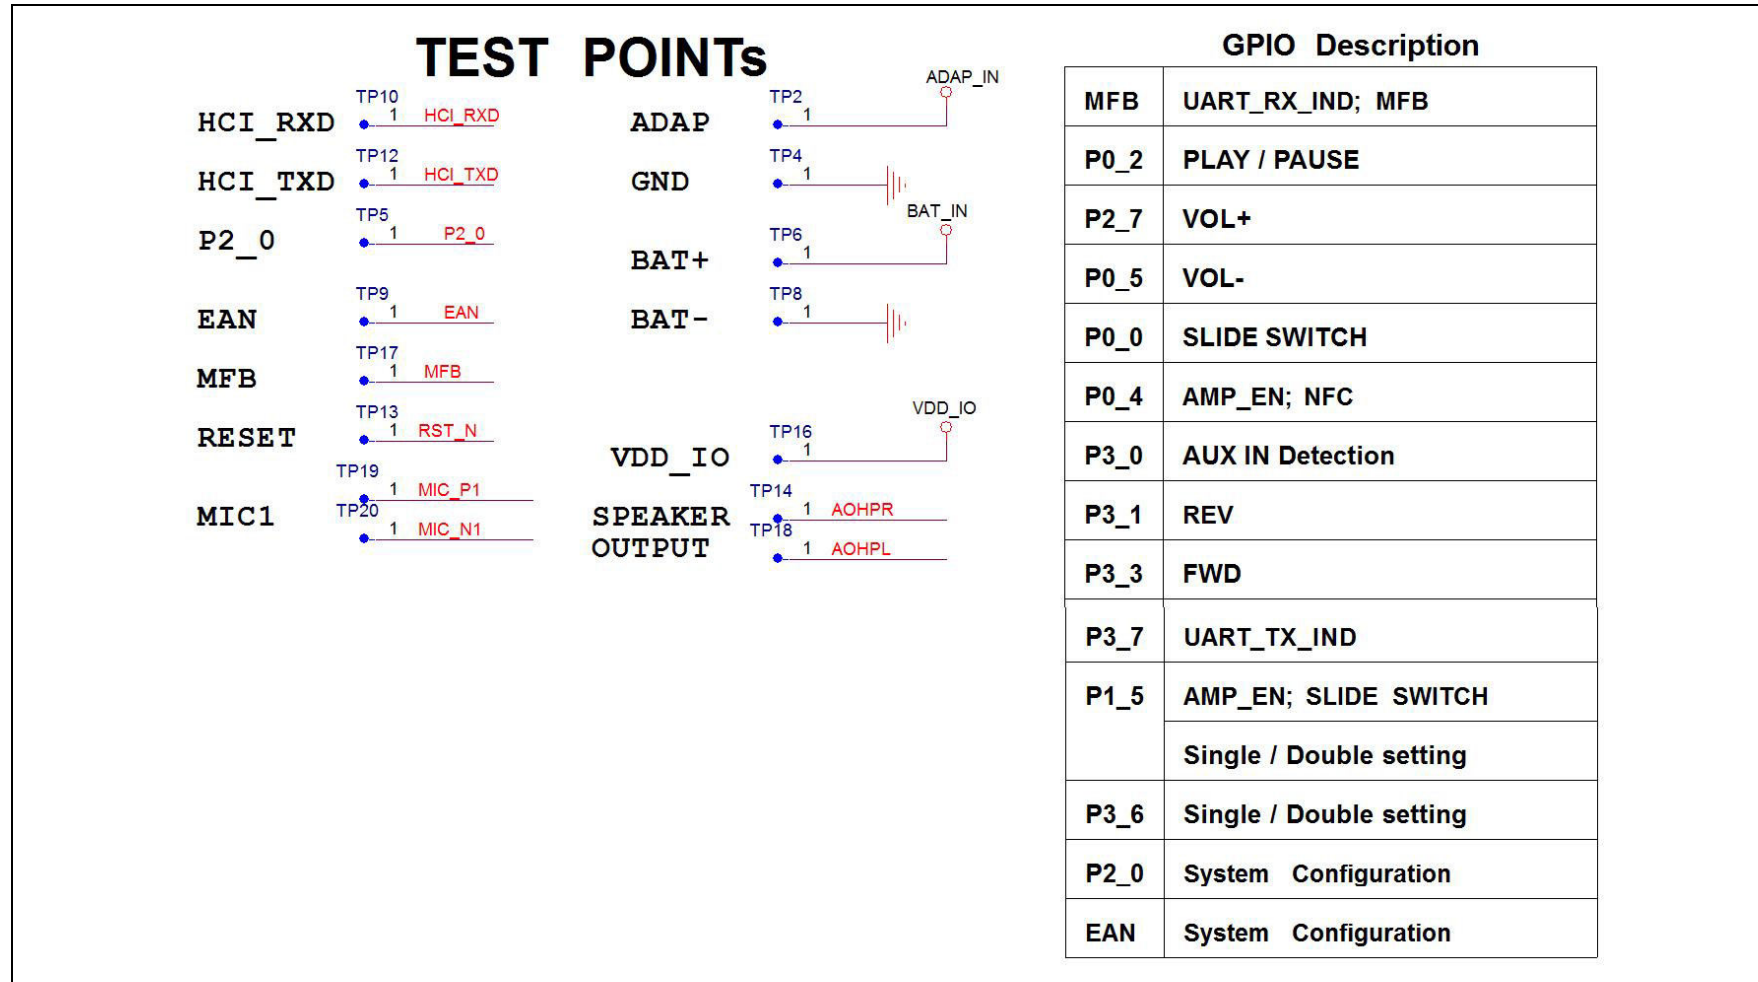 TEST POINTs
HCI_RXD TP10 1 HCI_RXD
HCI_TXD TP12 1 HCI_TXD
P2_0 TP5 1 P2_0
EAN TP9 1 EAN
MFB TP17 1 MFB
RESET TP13 1 RST_N
MIC1 TP19 1 MIC_P1
TP20 1 MIC_N1
ADAP TP2 1 ADAP_IN
GND TP4 1
BAT+ TP6 1 BAT_IN
BAT- TP8 1
VDD_IO TP16 1 VDD_IO
SPEAKER TP14 1 AOHPR
OUTPUT TP18 1 AOHPL
GPIO Description
MFB UART_RX_IND; MFB
P0_2 PLAY / PAUSE
P2_7 VOL+
P0_5 VOL-
P0_0 SLIDE SWITCH
P0_4 AMP_EN; NFC
P3_0 AUX IN Detection
P3_1 REV
P3_3 FWD
P3_7 UART_TX_IND
P1_5 AMP_EN; SLIDE SWITCH
Single / Double setting
P3_6 Single / Double setting
P2_0 System Configuration
EAN System Configuration